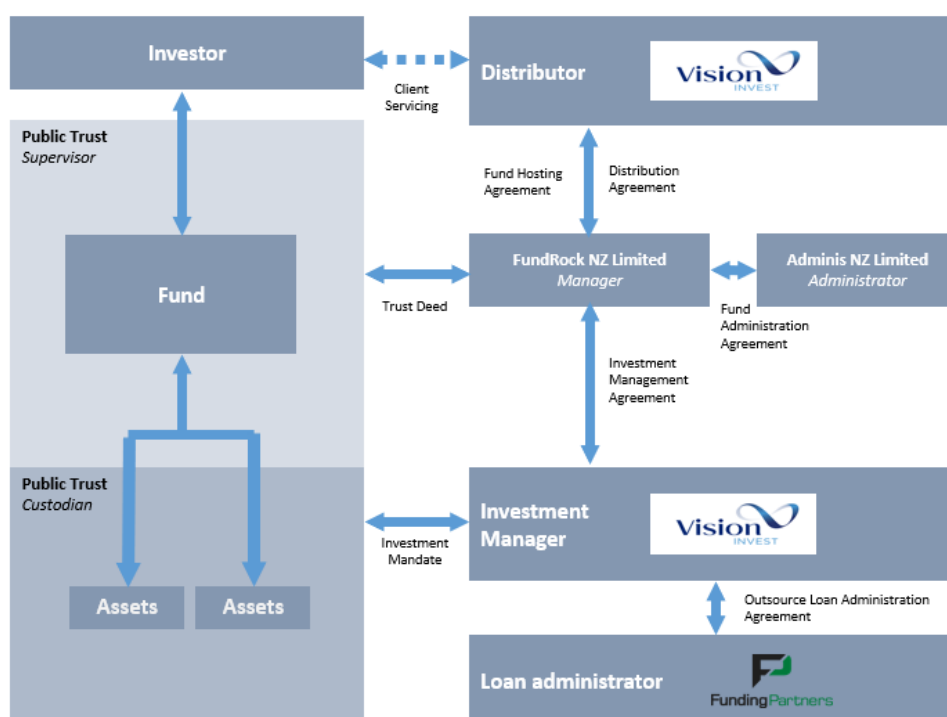 Investor
Client
Servicing
Distributor
Vision
INVEST
Public Trust
Supervisor
Fund Hosting
Agreement
Distribution
Agreement
Fund
Trust Deed
FundRock NZ Limited
Manager
Adminis NZ Limited
Administrator
Fund
Administration
Agreement
Investment
Management
Agreement
Public Trust
Custodian
Assets
Assets
Investment
Mandate
Investment
Manager
Vision
INVEST
Outsource Loan Administration
Agreement
Loan administrator
FundingPartners